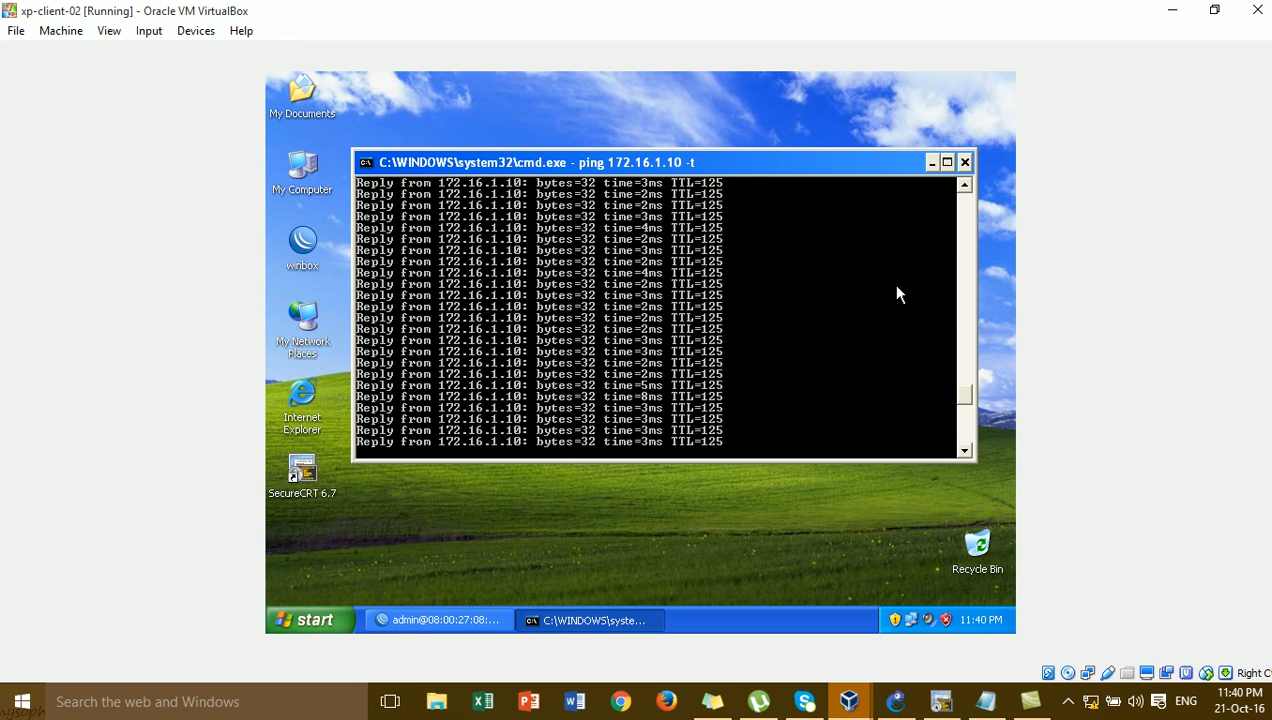 xp-client-02 [Running] - Oracle VM VirtualBox
File Machine View Input Devices Help
My Documents
My Computer
winbox
My Network
Places
Internet
Explorer
SecureCRT 6.7
Recycle Bin
C:\WINDOWS\system32\cmd.exe - ping 172.16.1.10 -t
Reply from 172.16.1.10: bytes=32 time=3ms TTL=125
Reply from 172.16.1.10: bytes=32 time=2ms TTL=125
Reply from 172.16.1.10: bytes=32 time=2ms TTL=125
Reply from 172.16.1.10: bytes=32 time=3ms TTL=125
Reply from 172.16.1.10: bytes=32 time=4ms TTL=125
Reply from 172.16.1.10: bytes=32 time=2ms TTL=125
Reply from 172.16.1.10: bytes=32 time=3ms TTL=125
Reply from 172.16.1.10: bytes=32 time=2ms TTL=125
Reply from 172.16.1.10: bytes=32 time=4ms TTL=125
Reply from 172.16.1.10: bytes=32 time=2ms TTL=125
Reply from 172.16.1.10: bytes=32 time=3ms TTL=125
Reply from 172.16.1.10: bytes=32 time=2ms TTL=125
Reply from 172.16.1.10: bytes=32 time=2ms TTL=125
Reply from 172.16.1.10: bytes=32 time=2ms TTL=125
Reply from 172.16.1.10: bytes=32 time=3ms TTL=125
Reply from 172.16.1.10: bytes=32 time=3ms TTL=125
Reply from 172.16.1.10: bytes=32 time=2ms TTL=125
Reply from 172.16.1.10: bytes=32 time=2ms TTL=125
Reply from 172.16.1.10: bytes=32 time=5ms TTL=125
Reply from 172.16.1.10: bytes=32 time=8ms TTL=125
Reply from 172.16.1.10: bytes=32 time=3ms TTL=125
Reply from 172.16.1.10: bytes=32 time=2ms TTL=125
Reply from 172.16.1.10: bytes=32 time=3ms TTL=125
Reply from 172.16.1.10: bytes=32 time=3ms TTL=125
start
admin@08:00:27:08:...
C:\WINDOWS\syste...
11:40 PM
Right C
Search the web and Windows
ENG
11:40 PM
21-Oct-16